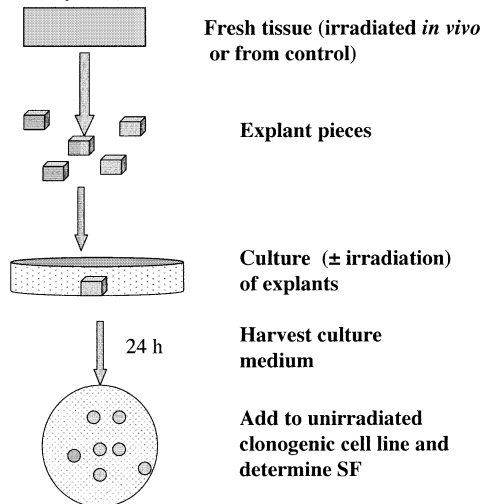 Fresh tissue (irradiated in vivo
or from control)
Explant pieces
Culture (± irradiation)
of explants
24 h
Harvest culture
medium
Add to unirradiated
clonogenic cell line and
determine SF